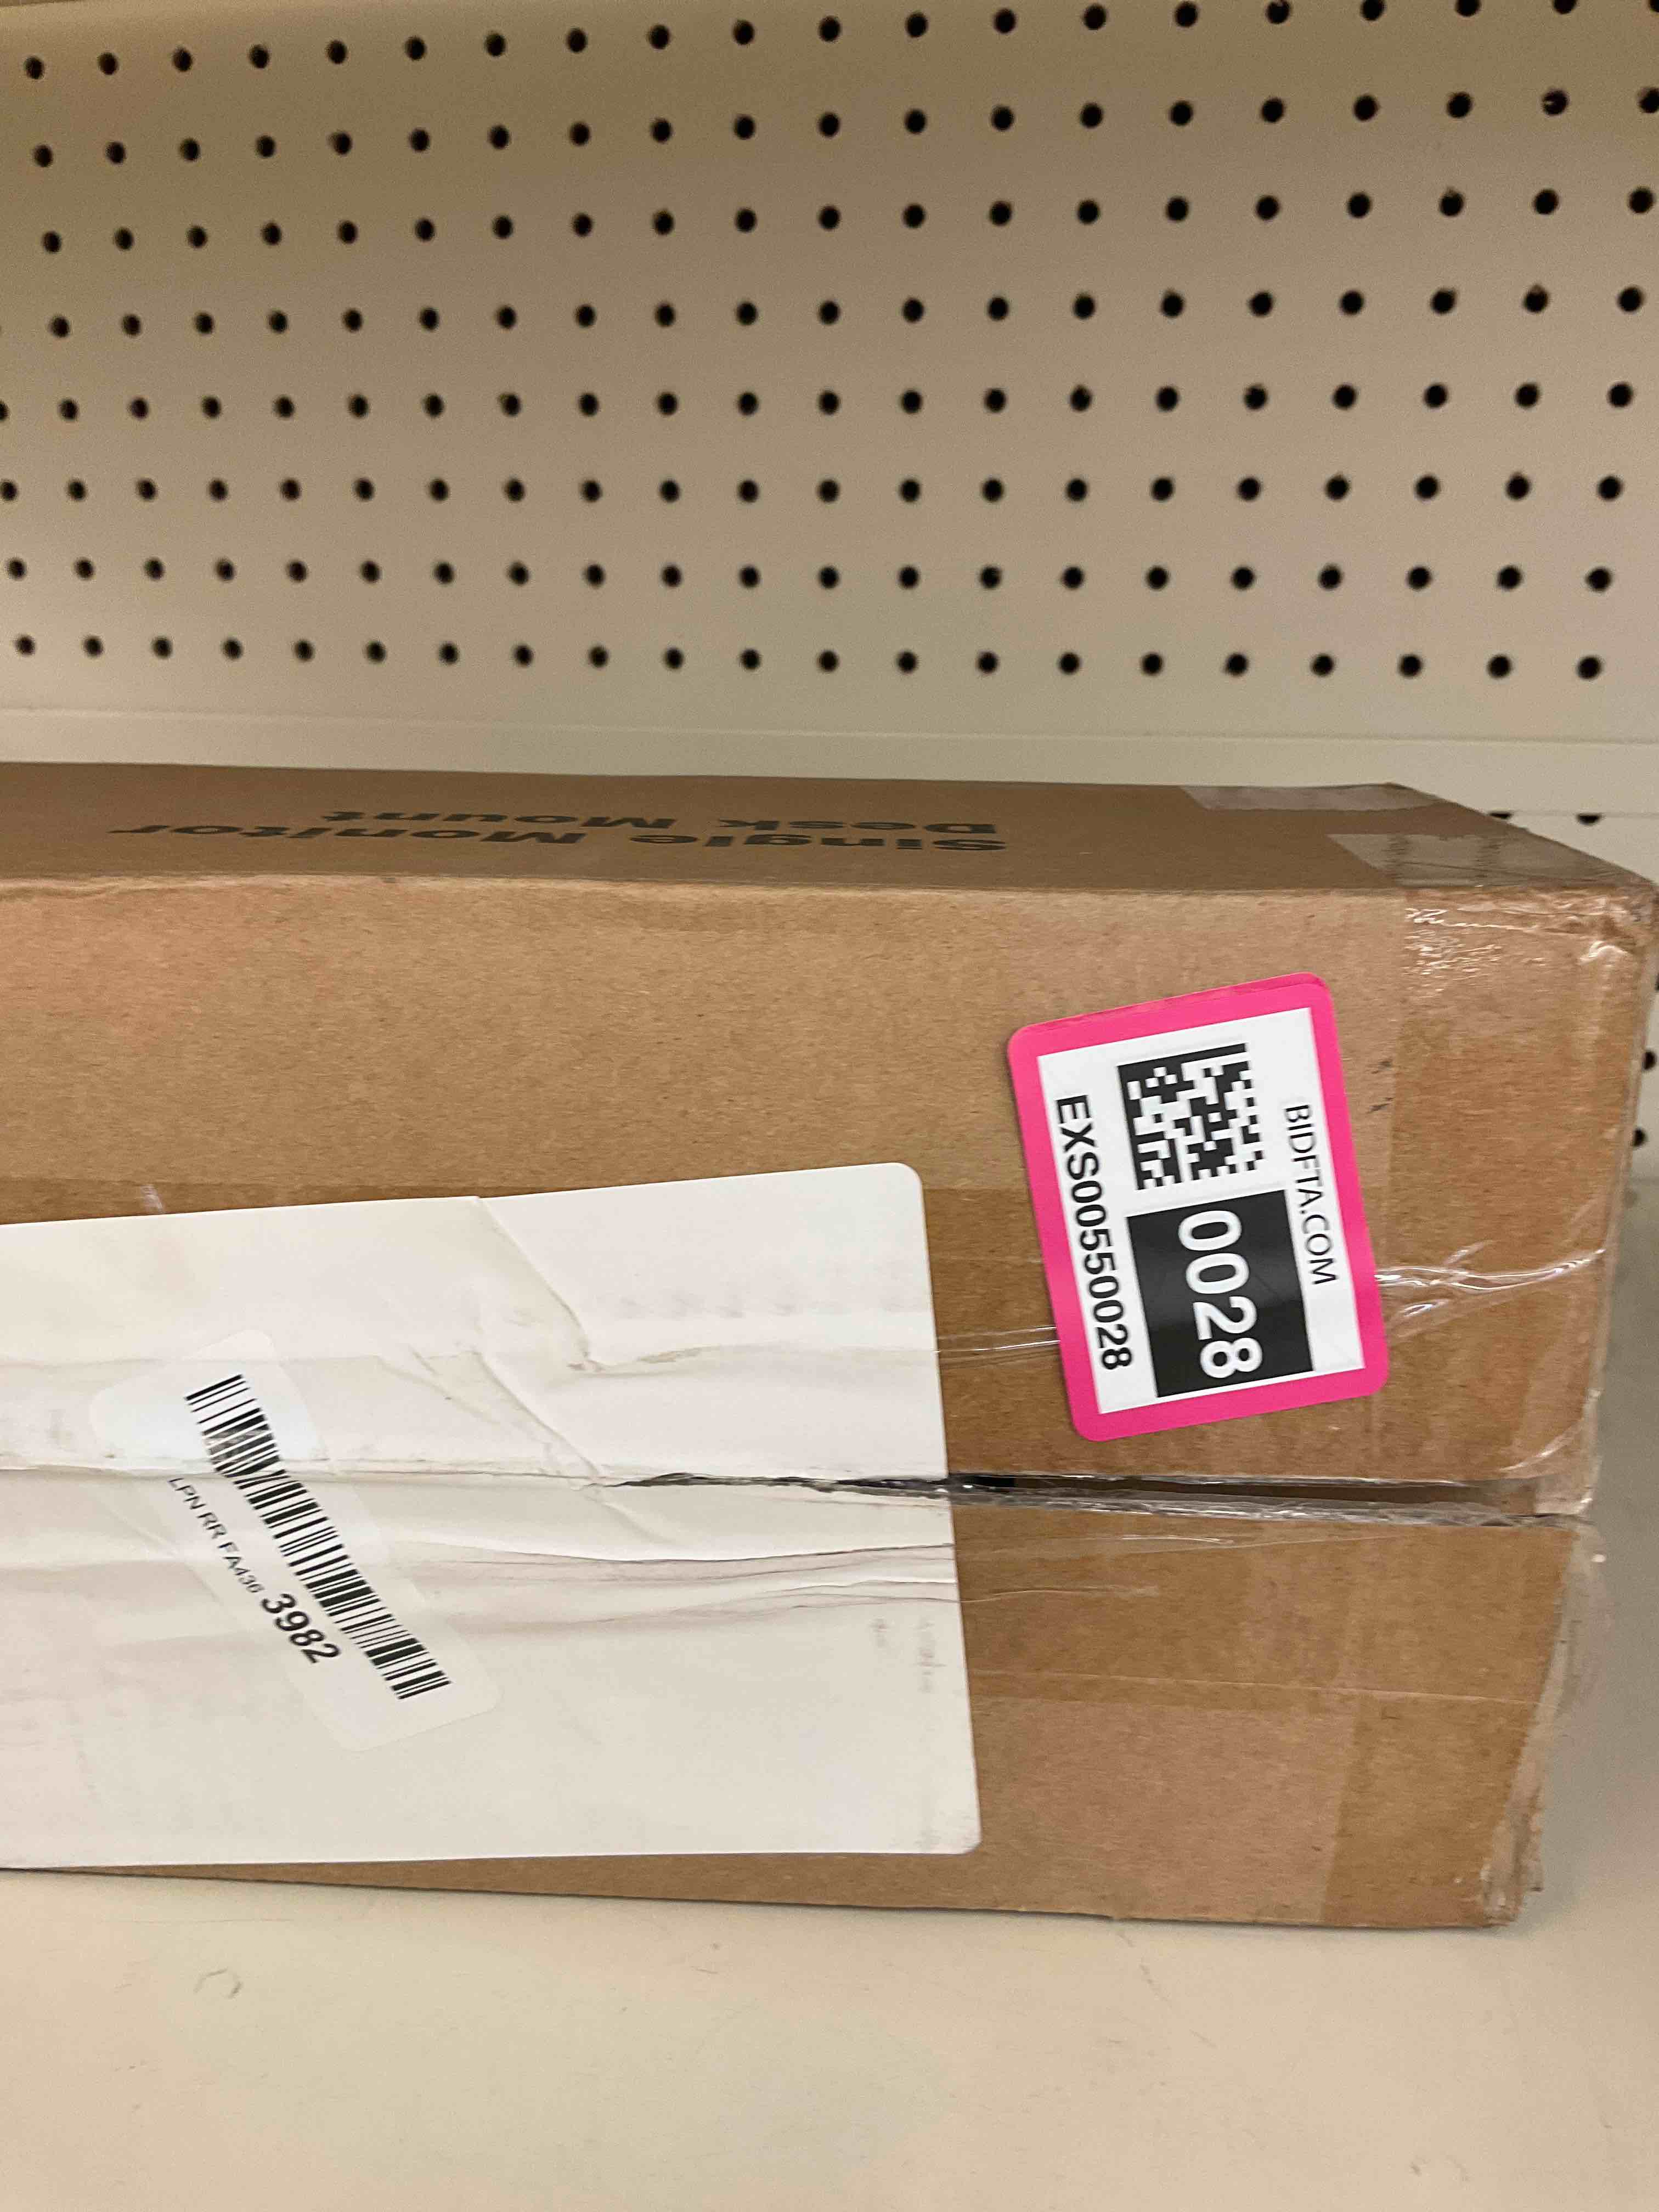 Single Monitor
Desk Mount
BIDFTA.COM
0028
EXS00550028
LPN RR FA436 3982